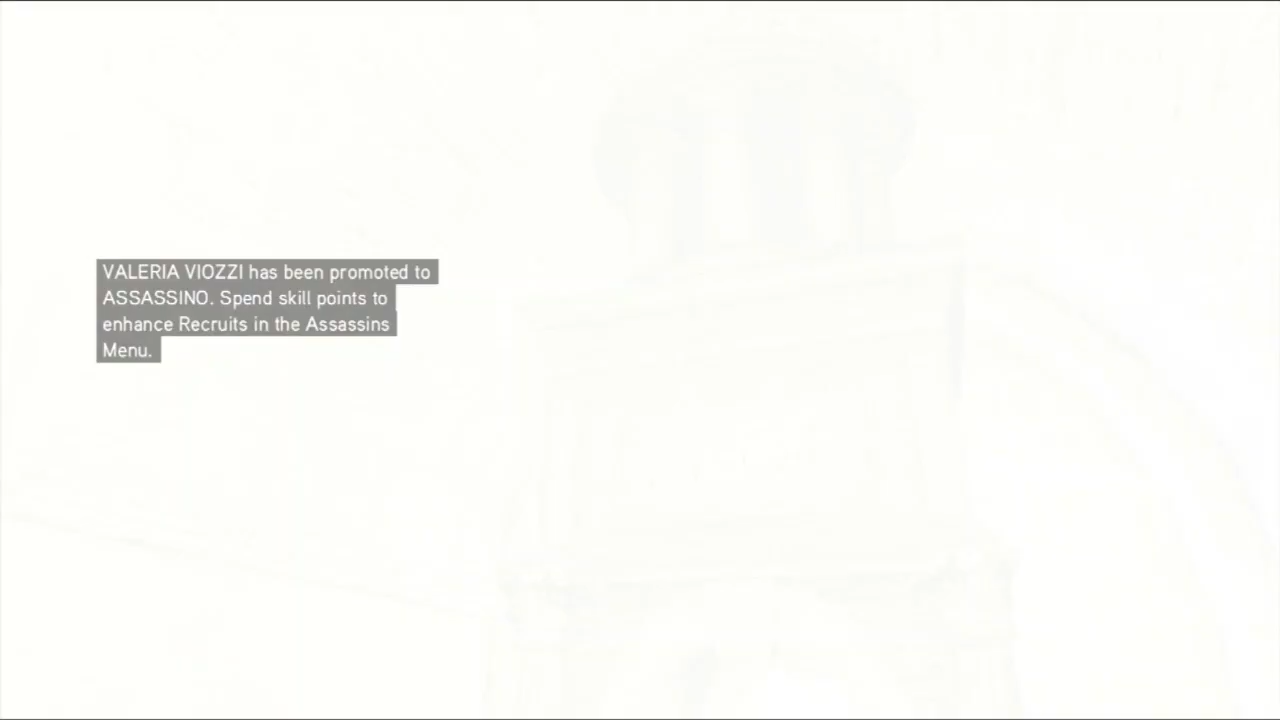 VALERIA VIOZZI has been promoted to
ASSASSINO. Spend skill points to
enhance Recruits in the Assassins
Menu.